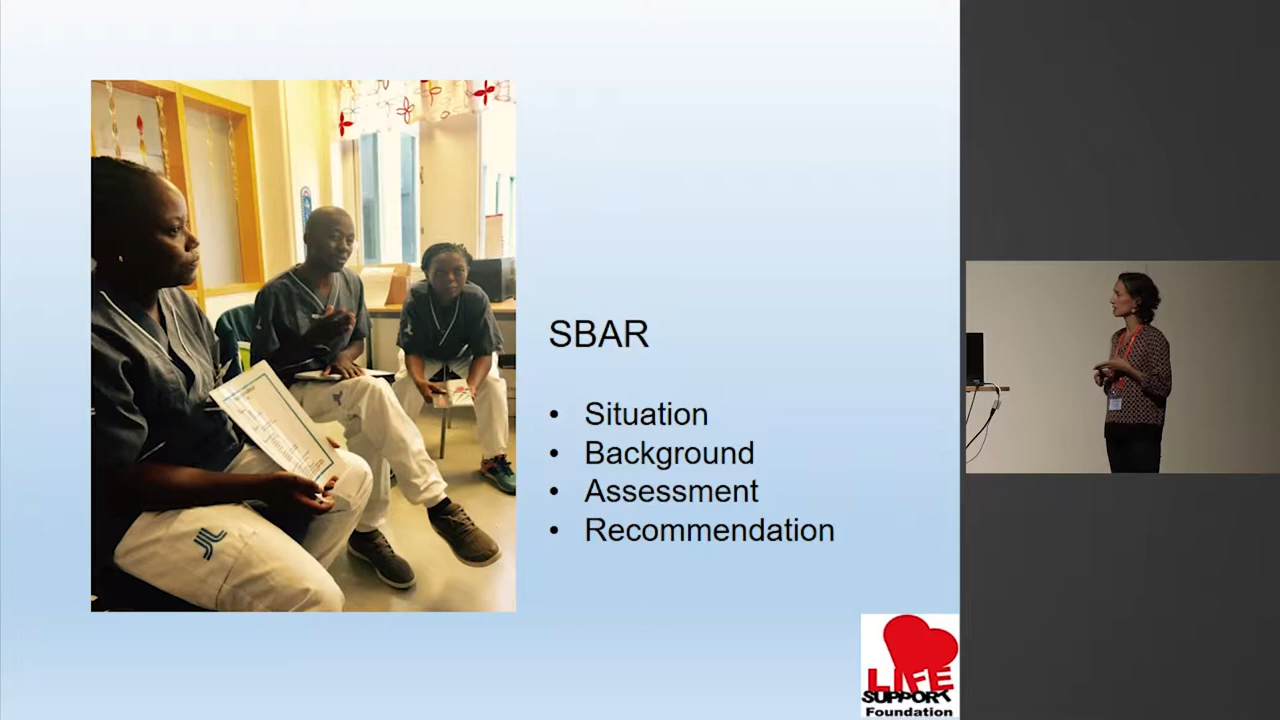 SBAR
• Situation
• Background
• Assessment
• Recommendation
LIFE
SUPPORT
Foundation